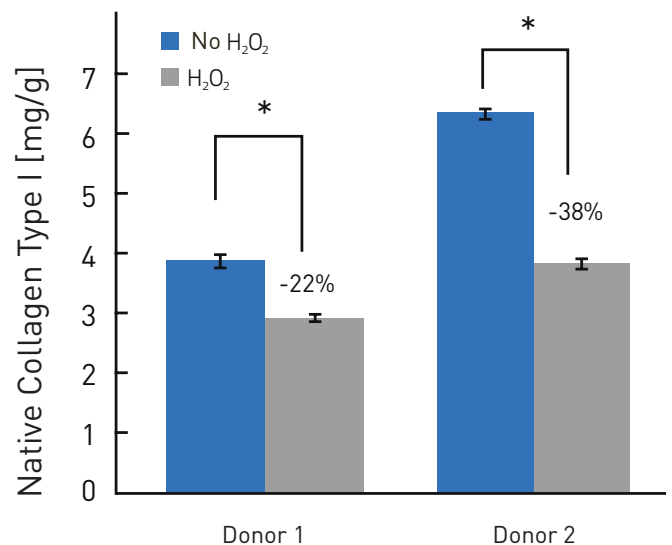 No H₂O₂
H₂O₂
Native Collagen Type I [mg/g]
7
6
5
4
3
2
1
0
*
-22%
*
-38%
Donor 1
Donor 2